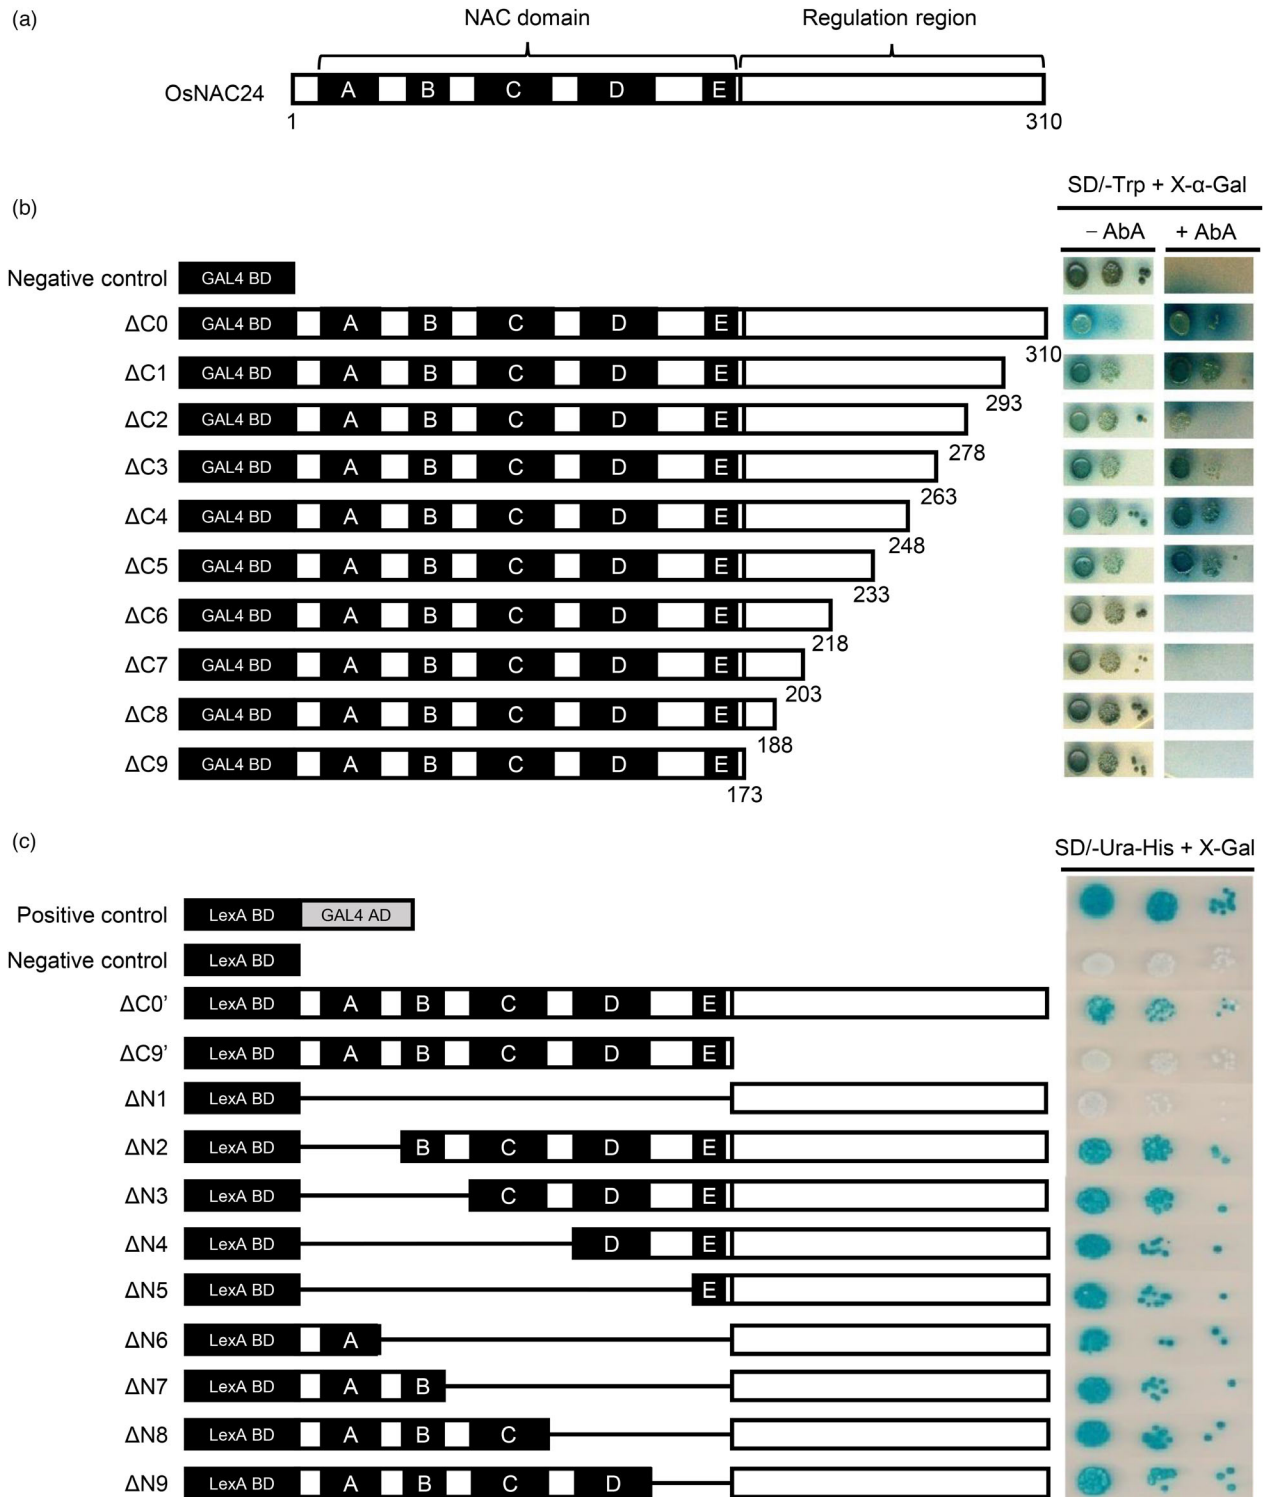 (a)
NAC domain Regulation region
OsNAC24 A B C D E
1 310
(b)
SD/-Trp + X-α-Gal
− AbA + AbA
Negative control GAL4 BD
ΔC0 GAL4 BD A B C D E
310
ΔC1 GAL4 BD A B C D E
293
ΔC2 GAL4 BD A B C D E
278
ΔC3 GAL4 BD A B C D E
263
ΔC4 GAL4 BD A B C D E
248
ΔC5 GAL4 BD A B C D E
233
ΔC6 GAL4 BD A B C D E
218
ΔC7 GAL4 BD A B C D E
203
ΔC8 GAL4 BD A B C D E
188
ΔC9 GAL4 BD A B C D E
173
(c)
SD/-Ura-His + X-Gal
Positive control LexA BD GAL4 AD
Negative control LexA BD
ΔC0’ LexA BD A B C D E
ΔC9’ LexA BD A B C D E
ΔN1 LexA BD
ΔN2 LexA BD B C D E
ΔN3 LexA BD C D E
ΔN4 LexA BD D E
ΔN5 LexA BD E
ΔN6 LexA BD A
ΔN7 LexA BD A B
ΔN8 LexA BD A B C
ΔN9 LexA BD A B C D